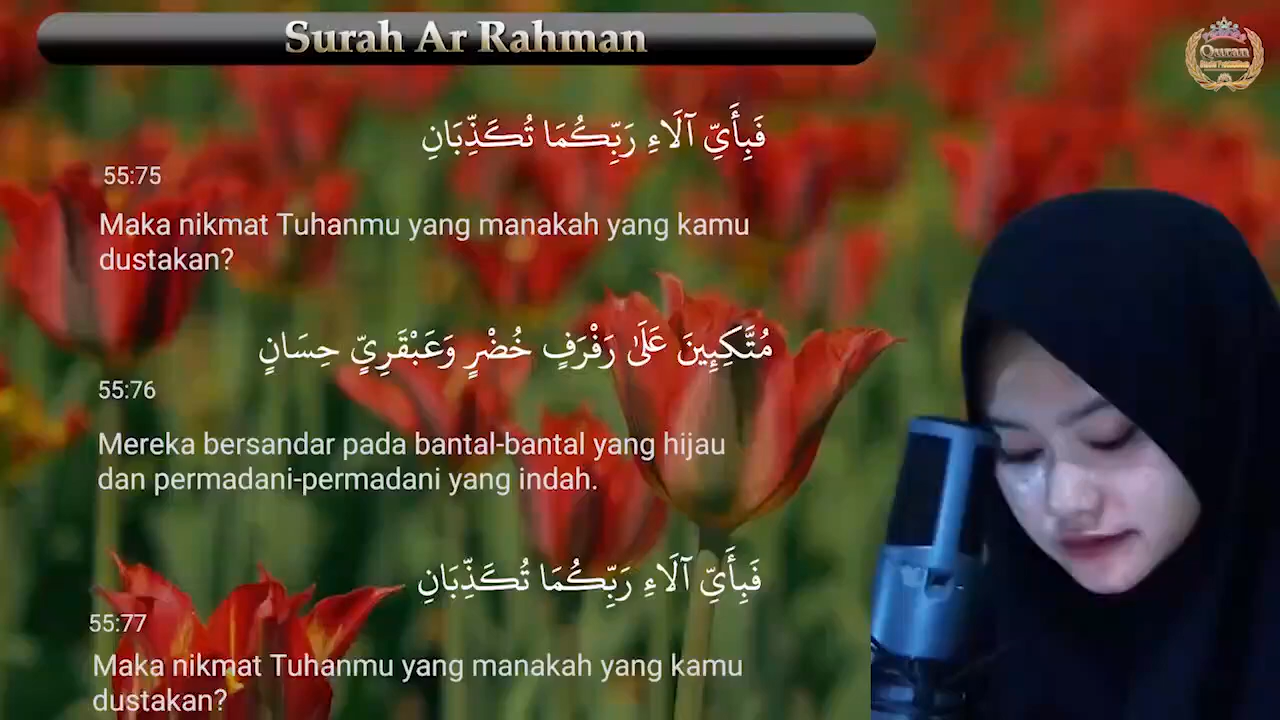 Surah Ar Rahman
Quran
فَبِأَيِّ آلَاءِ رَبِّكُمَا تُكَذِّبَانِ
55:75
Maka nikmat Tuhanmu yang manakah yang kamu
dustakan?
مُتَّكِئِينَ عَلَىٰ رَفْرَفٍ خُضْرٍ وَعَبْقَرِيٍّ حِسَانٍ
55:76
Mereka bersandar pada bantal-bantal yang hijau
dan permadani-permadani yang indah.
فَبِأَيِّ آلَاءِ رَبِّكُمَا تُكَذِّبَانِ
55:77
Maka nikmat Tuhanmu yang manakah yang kamu
dustakan?